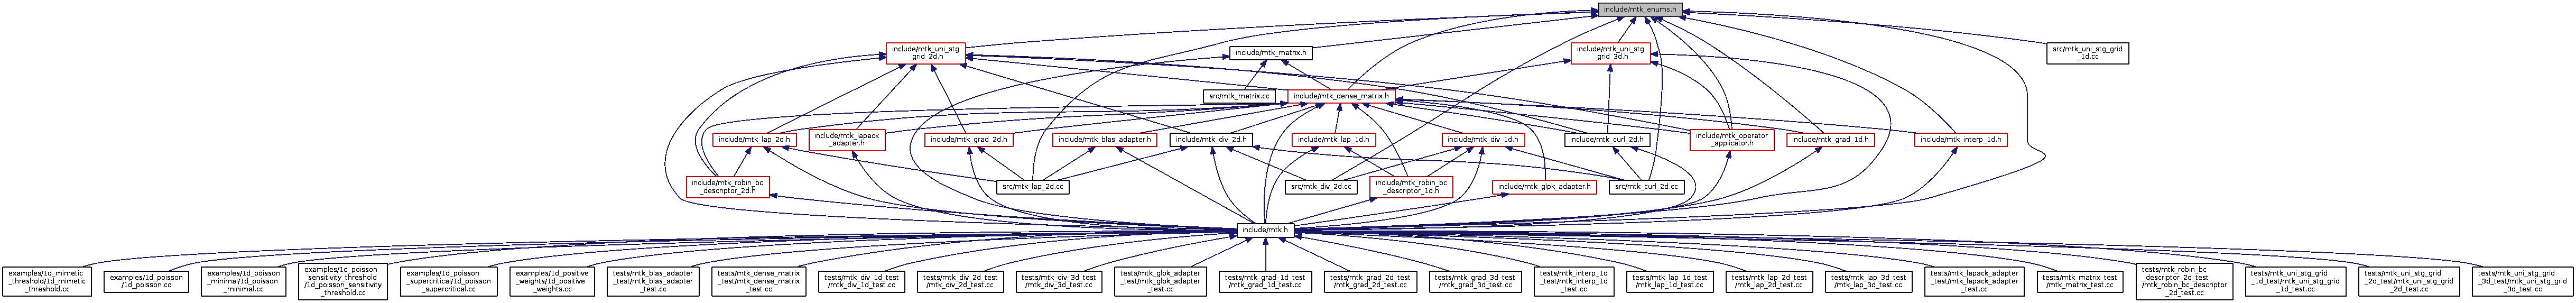 include/mtk_enums.h
include/mtk_uni_stg
_grid_2d.h
include/mtk_matrix.h
include/mtk_uni_stg
_grid_3d.h
src/mtk_uni_stg_grid
_1d.cc
src/mtk_matrix.cc
include/mtk_dense_matrix.h
include/mtk_lap_2d.h
include/mtk_lapack
_adapter.h
include/mtk_grad_2d.h
include/mtk_blas_adapter.h
include/mtk_div_2d.h
include/mtk_lap_1d.h
include/mtk_div_1d.h
include/mtk_curl_2d.h
include/mtk_operator
_applicator.h
include/mtk_grad_1d.h
include/mtk_interp_1d.h
include/mtk_robin_bc
_descriptor_2d.h
src/mtk_lap_2d.cc
src/mtk_div_2d.cc
include/mtk_robin_bc
_descriptor_1d.h
include/mtk_glpk_adapter.h
src/mtk_curl_2d.cc
include/mtk.h
examples/1d_mimetic
_threshold/1d_mimetic
_threshold.cc
examples/1d_poisson
/1d_poisson.cc
examples/1d_poisson
_minimal/1d_poisson
_minimal.cc
examples/1d_poisson
_sensitivity_threshold
/1d_poisson_sensitivity
_threshold.cc
examples/1d_poisson
_supercritical/1d_poisson
_supercritical.cc
examples/1d_positive
_weights/1d_positive
_weights.cc
tests/mtk_blas_adapter
_test/mtk_blas_adapter
_test.cc
tests/mtk_dense_matrix
_test/mtk_dense_matrix
_test.cc
tests/mtk_div_1d_test
/mtk_div_1d_test.cc
tests/mtk_div_2d_test
/mtk_div_2d_test.cc
tests/mtk_div_3d_test
/mtk_div_3d_test.cc
tests/mtk_glpk_adapter
_test/mtk_glpk_adapter
_test.cc
tests/mtk_grad_1d_test
/mtk_grad_1d_test.cc
tests/mtk_grad_2d_test
/mtk_grad_2d_test.cc
tests/mtk_grad_3d_test
/mtk_grad_3d_test.cc
tests/mtk_interp_1d
_test/mtk_interp_1d
_test.cc
tests/mtk_lap_1d_test
/mtk_lap_1d_test.cc
tests/mtk_lap_2d_test
/mtk_lap_2d_test.cc
tests/mtk_lap_3d_test
/mtk_lap_3d_test.cc
tests/mtk_lapack_adapter
_test/mtk_lapack_adapter
_test.cc
tests/mtk_matrix_test
/mtk_matrix_test.cc
tests/mtk_robin_bc
_descriptor_2d_test
/mtk_robin_bc_descriptor
_2d_test.cc
tests/mtk_uni_stg_grid
_1d_test/mtk_uni_stg_grid
_1d_test.cc
tests/mtk_uni_stg_grid
_2d_test/mtk_uni_stg_grid
_2d_test.cc
tests/mtk_uni_stg_grid
_3d_test/mtk_uni_stg_grid
_3d_test.cc